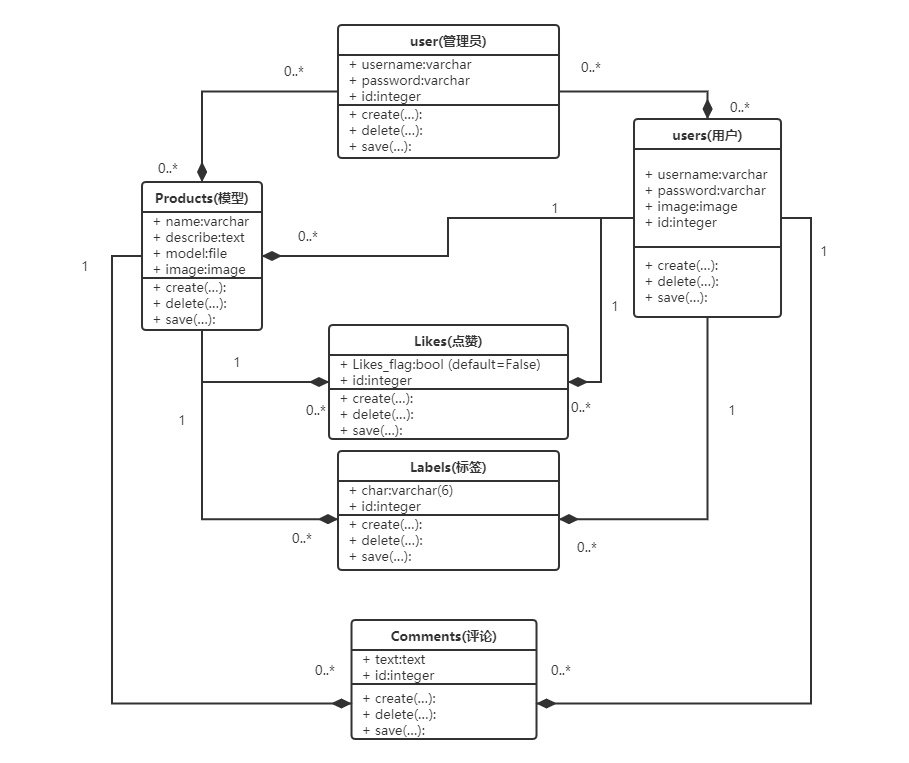 user(管理员)
+ username:varchar
+ password:varchar
+ id:integer
+ create(...):
+ delete(...):
+ save(...):
0..*
0..*
0..*
0..*
users(用户)
+ username:varchar
+ password:varchar
+ image:image
+ id:integer
+ create(...):
+ delete(...):
+ save(...):
Products(模型)
+ name:varchar
+ describe:text
+ model:file
+ image:image
+ create(...):
+ delete(...):
+ save(...):
1
0..*
1
1
1
Likes(点赞)
+ Likes_flag:bool (default=False)
+ id:integer
+ create(...):
+ delete(...):
+ save(...):
1
0..*
0..*
1
1
Labels(标签)
+ char:varchar(6)
+ id:integer
+ create(...):
+ delete(...):
+ save(...):
0..*
0..*
Comments(评论)
+ text:text
+ id:integer
+ create(...):
+ delete(...):
+ save(...):
0..*
0..*